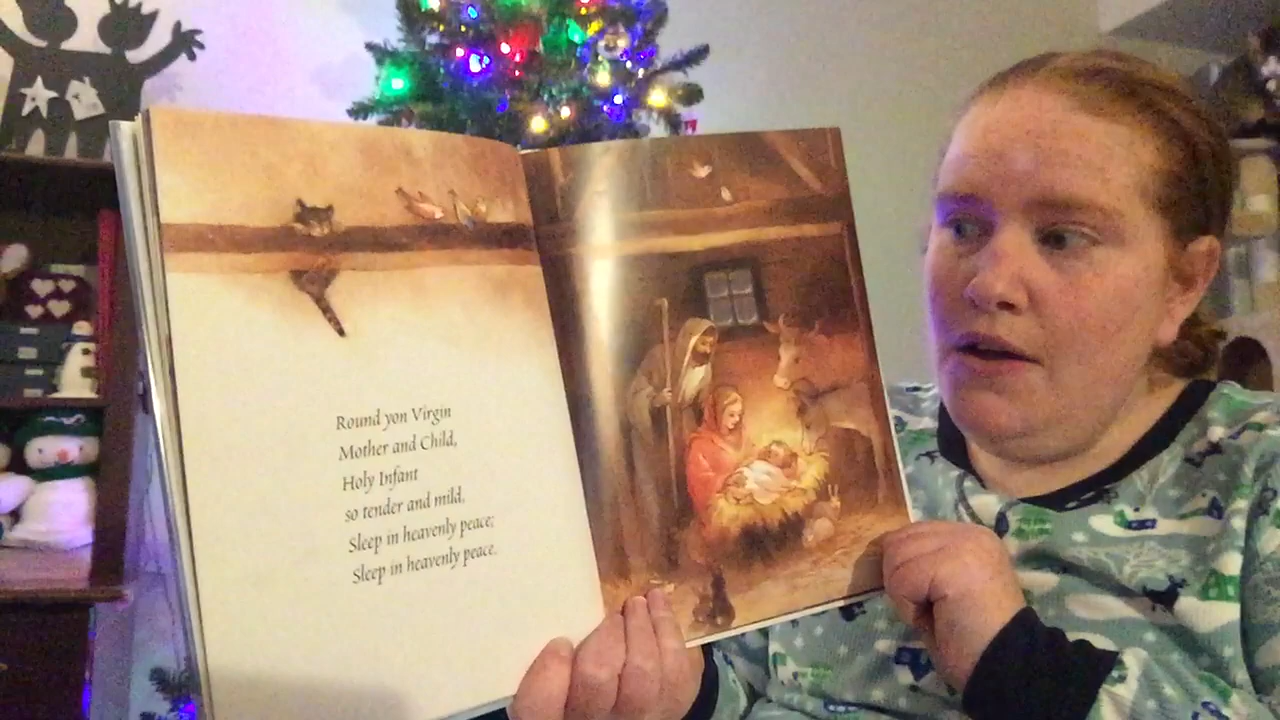 Round yon Virgin
Mother and Child,
Holy Infant
so tender and mild,
Sleep in heavenly peace;
Sleep in heavenly peace.